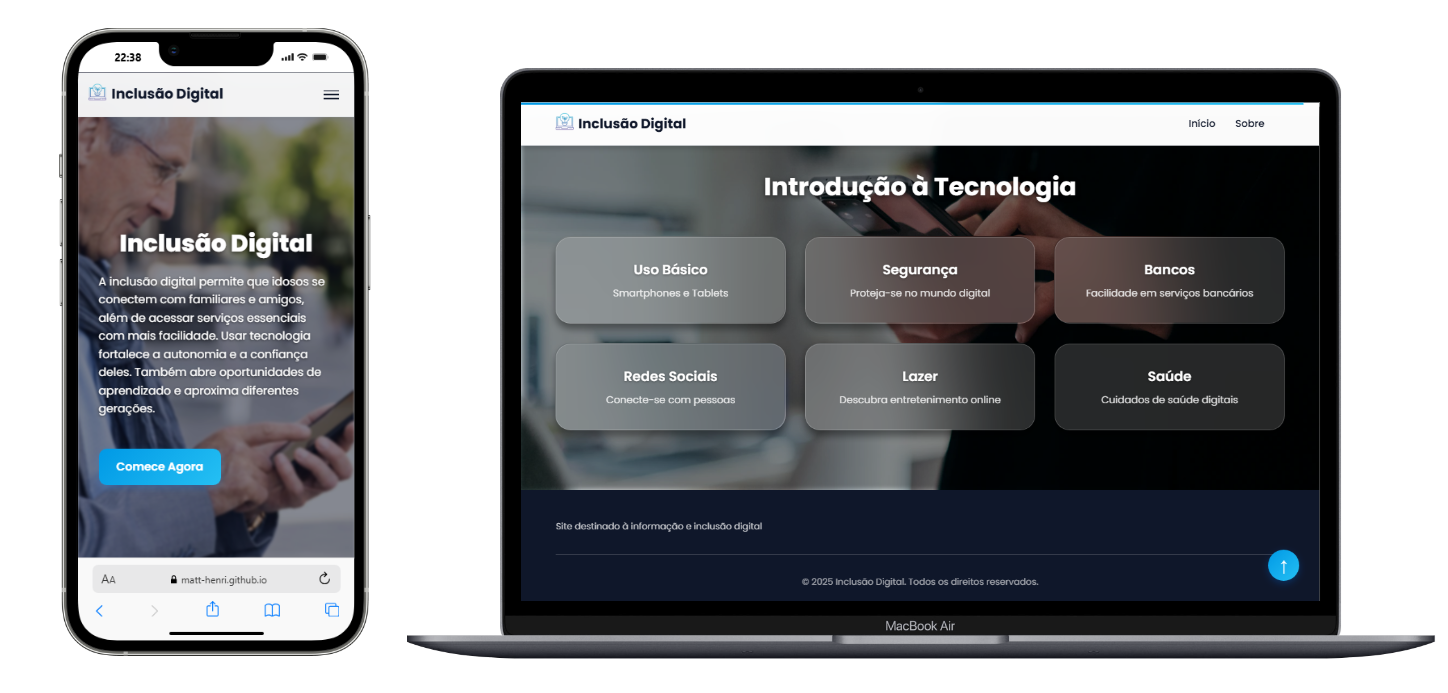 22:38
Inclusão Digital
Inclusão Digital
A inclusão digital permite que idosos se
conectem com familiares e amigos,
além de acessar serviços essenciais
com mais facilidade. Usar tecnologia
fortalece a autonomia e a confiança
deles. Também abre oportunidades de
aprendizado e aproxima diferentes
gerações.
Comece Agora
AA matt-henri.github.io
Inclusão Digital Início Sobre
Introdução à Tecnologia
Uso Básico
Smartphones e Tablets
Segurança
Proteja-se no mundo digital
Bancos
Facilidade em serviços bancários
Redes Sociais
Conecte-se com pessoas
Lazer
Descubra entretenimento online
Saúde
Cuidados de saúde digitais
Site destinado à informação e inclusão digital
© 2025 Inclusão Digital. Todos os direitos reservados.
MacBook Air